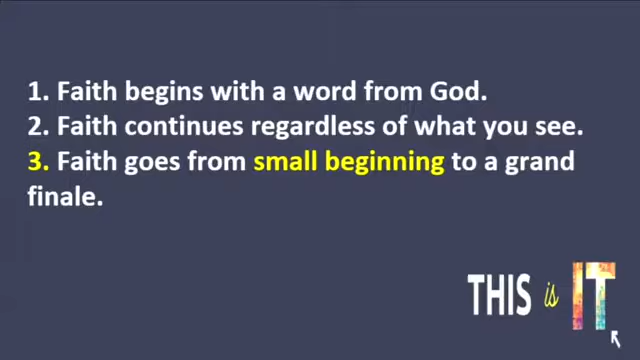 1. Faith begins with a word from God.
2. Faith continues regardless of what you see.
3. Faith goes from small beginning to a grand
finale.
THIS is IT